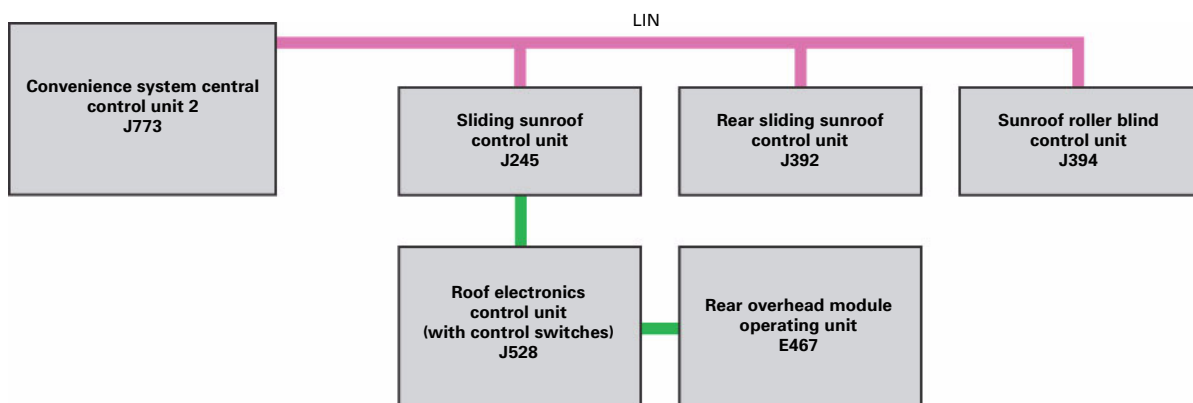 LIN
Convenience system central
control unit 2
J773
Sliding sunroof
control unit
J245
Rear sliding sunroof
control unit
J392
Sunroof roller blind
control unit
J394
Roof electronics
control unit
(with control switches)
J528
Rear overhead module
operating unit
E467